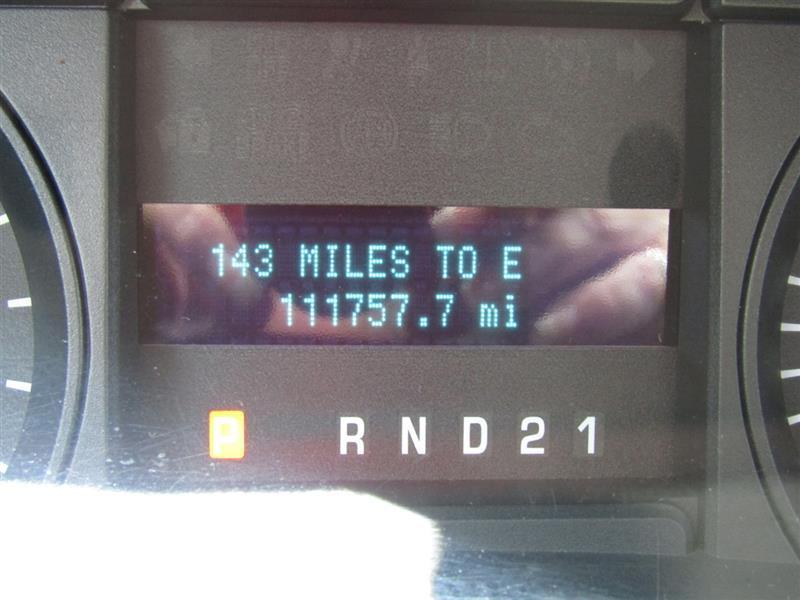 143 MILES TO E
111757.7 mi
P R N D 2 1